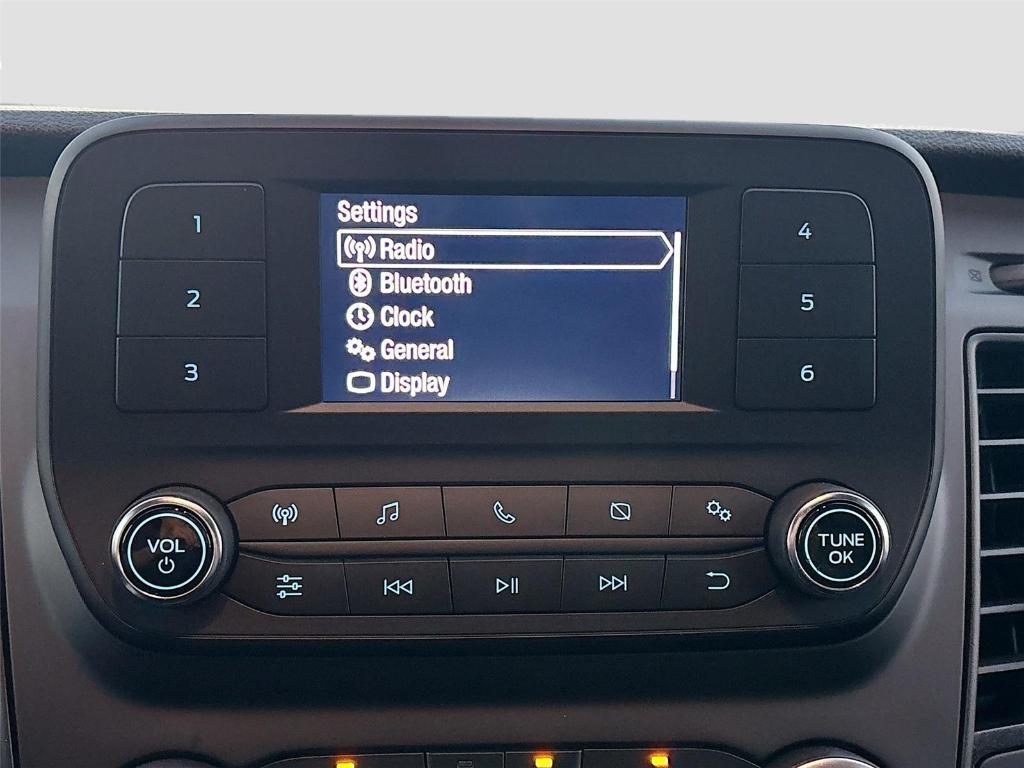 1
2
3
Settings
Radio
Bluetooth
Clock
General
Display
4
5
6
VOL
TUNE
OK